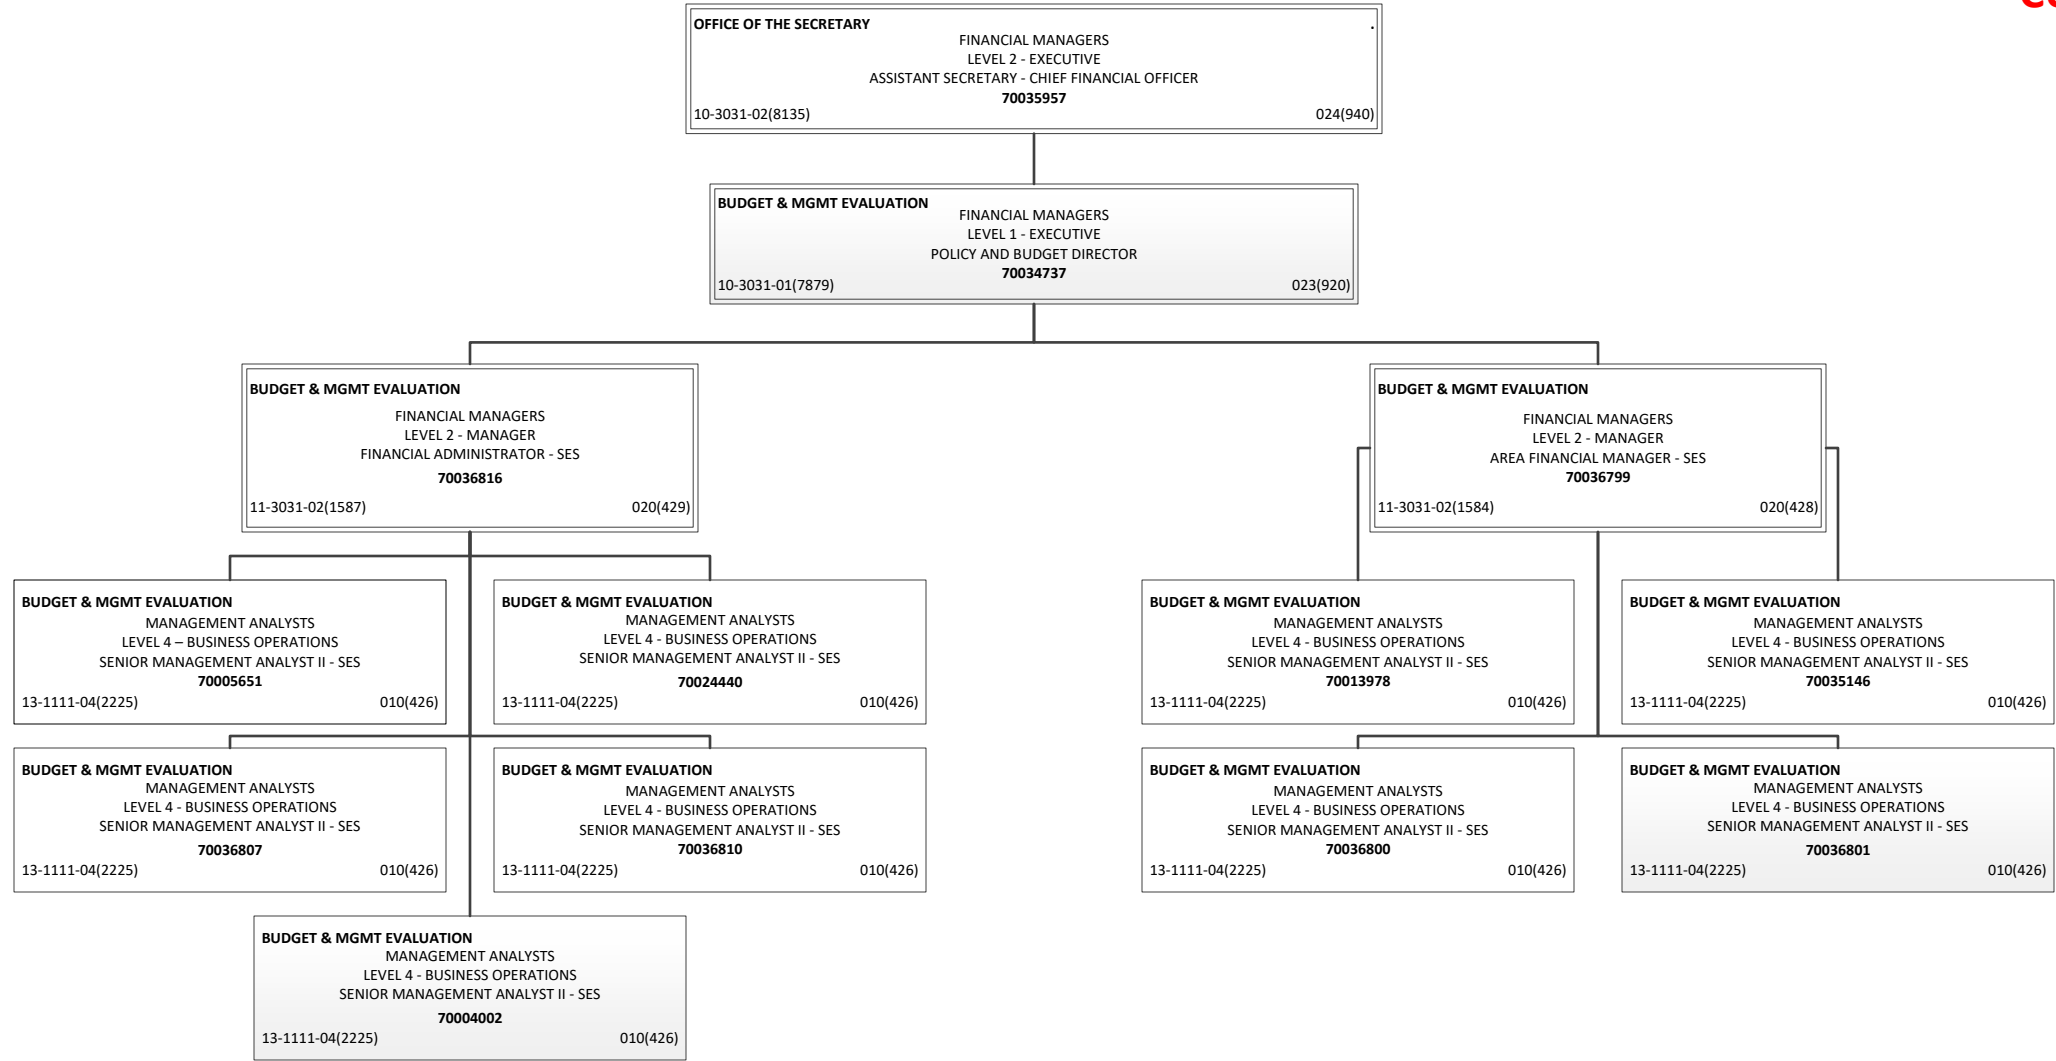 OFFICE OF THE SECRETARY .
FINANCIAL MANAGERS
LEVEL 2 - EXECUTIVE
ASSISTANT SECRETARY - CHIEF FINANCIAL OFFICER
70035957
10-3031-02(8135) 024(940)
BUDGET & MGMT EVALUATION
FINANCIAL MANAGERS
LEVEL 1 - EXECUTIVE
POLICY AND BUDGET DIRECTOR
70034737
10-3031-01(7879) 023(920)
BUDGET & MGMT EVALUATION
FINANCIAL MANAGERS
LEVEL 2 - MANAGER
FINANCIAL ADMINISTRATOR - SES
70036816
11-3031-02(1587) 020(429)
BUDGET & MGMT EVALUATION
FINANCIAL MANAGERS
LEVEL 2 - MANAGER
AREA FINANCIAL MANAGER - SES
70036799
11-3031-02(1584) 020(428)
BUDGET & MGMT EVALUATION
MANAGEMENT ANALYSTS
LEVEL 4 – BUSINESS OPERATIONS
SENIOR MANAGEMENT ANALYST II - SES
70005651
13-1111-04(2225) 010(426)
BUDGET & MGMT EVALUATION
MANAGEMENT ANALYSTS
LEVEL 4 - BUSINESS OPERATIONS
SENIOR MANAGEMENT ANALYST II - SES
70024440
13-1111-04(2225) 010(426)
BUDGET & MGMT EVALUATION
MANAGEMENT ANALYSTS
LEVEL 4 - BUSINESS OPERATIONS
SENIOR MANAGEMENT ANALYST II - SES
70013978
13-1111-04(2225) 010(426)
BUDGET & MGMT EVALUATION
MANAGEMENT ANALYSTS
LEVEL 4 - BUSINESS OPERATIONS
SENIOR MANAGEMENT ANALYST II - SES
70035146
13-1111-04(2225) 010(426)
BUDGET & MGMT EVALUATION
MANAGEMENT ANALYSTS
LEVEL 4 - BUSINESS OPERATIONS
SENIOR MANAGEMENT ANALYST II - SES
70036807
13-1111-04(2225) 010(426)
BUDGET & MGMT EVALUATION
MANAGEMENT ANALYSTS
LEVEL 4 - BUSINESS OPERATIONS
SENIOR MANAGEMENT ANALYST II - SES
70036810
13-1111-04(2225) 010(426)
BUDGET & MGMT EVALUATION
MANAGEMENT ANALYSTS
LEVEL 4 - BUSINESS OPERATIONS
SENIOR MANAGEMENT ANALYST II - SES
70036800
13-1111-04(2225) 010(426)
BUDGET & MGMT EVALUATION
MANAGEMENT ANALYSTS
LEVEL 4 - BUSINESS OPERATIONS
SENIOR MANAGEMENT ANALYST II - SES
70036801
13-1111-04(2225) 010(426)
BUDGET & MGMT EVALUATION
MANAGEMENT ANALYSTS
LEVEL 4 - BUSINESS OPERATIONS
SENIOR MANAGEMENT ANALYST II - SES
70004002
13-1111-04(2225) 010(426)